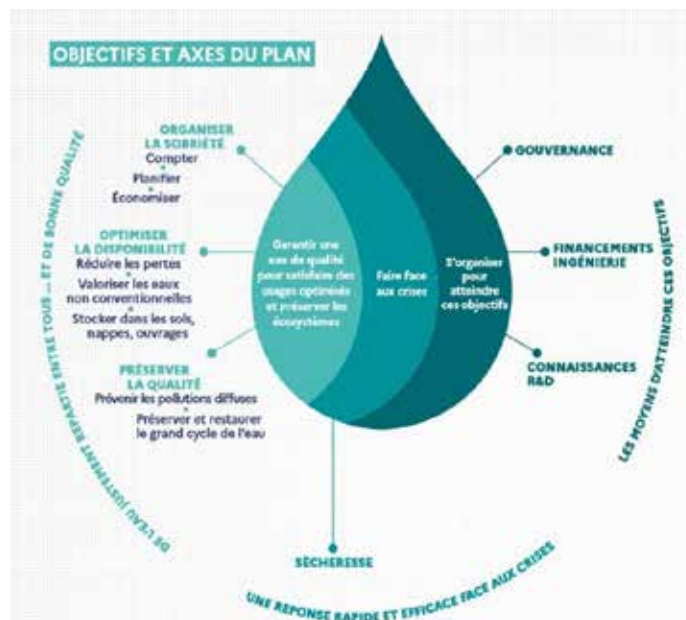 OBJECTIFS ET AXES DU PLAN
ORGANISER
LA SOBRIÉTÉ
Compter
Planifier
Économiser
OPTIMISER
LA DISPONIBILITÉ
Réduire les pertes
Valoriser les eaux
non conventionnelles
Stocker dans les sols,
nappes, ouvrages
PRÉSERVER
LA QUALITÉ
Prévenir les pollutions diffuses
Préserver et restaurer
le grand cycle de l'eau
DE L'EAU JUSTEMENT REPARTIE ENTRE TOUS ... ET DE BONNE QUALITÉ
Garantir une
eau de qualité
pour satisfaire des
usages optimisés
et préserver les
écosystèmes
Faire face
aux crises
S'organiser
pour
atteindre
ces objectifs
GOUVERNANCE
FINANCEMENTS
INGÉNIERIE
CONNAISSANCES
R&D
LES MOYENS D'ATTEINDRE CES OBJECTIFS
SÈCHERESSE
UNE REPONSE RAPIDE ET EFFICACE FACE AUX CRISES